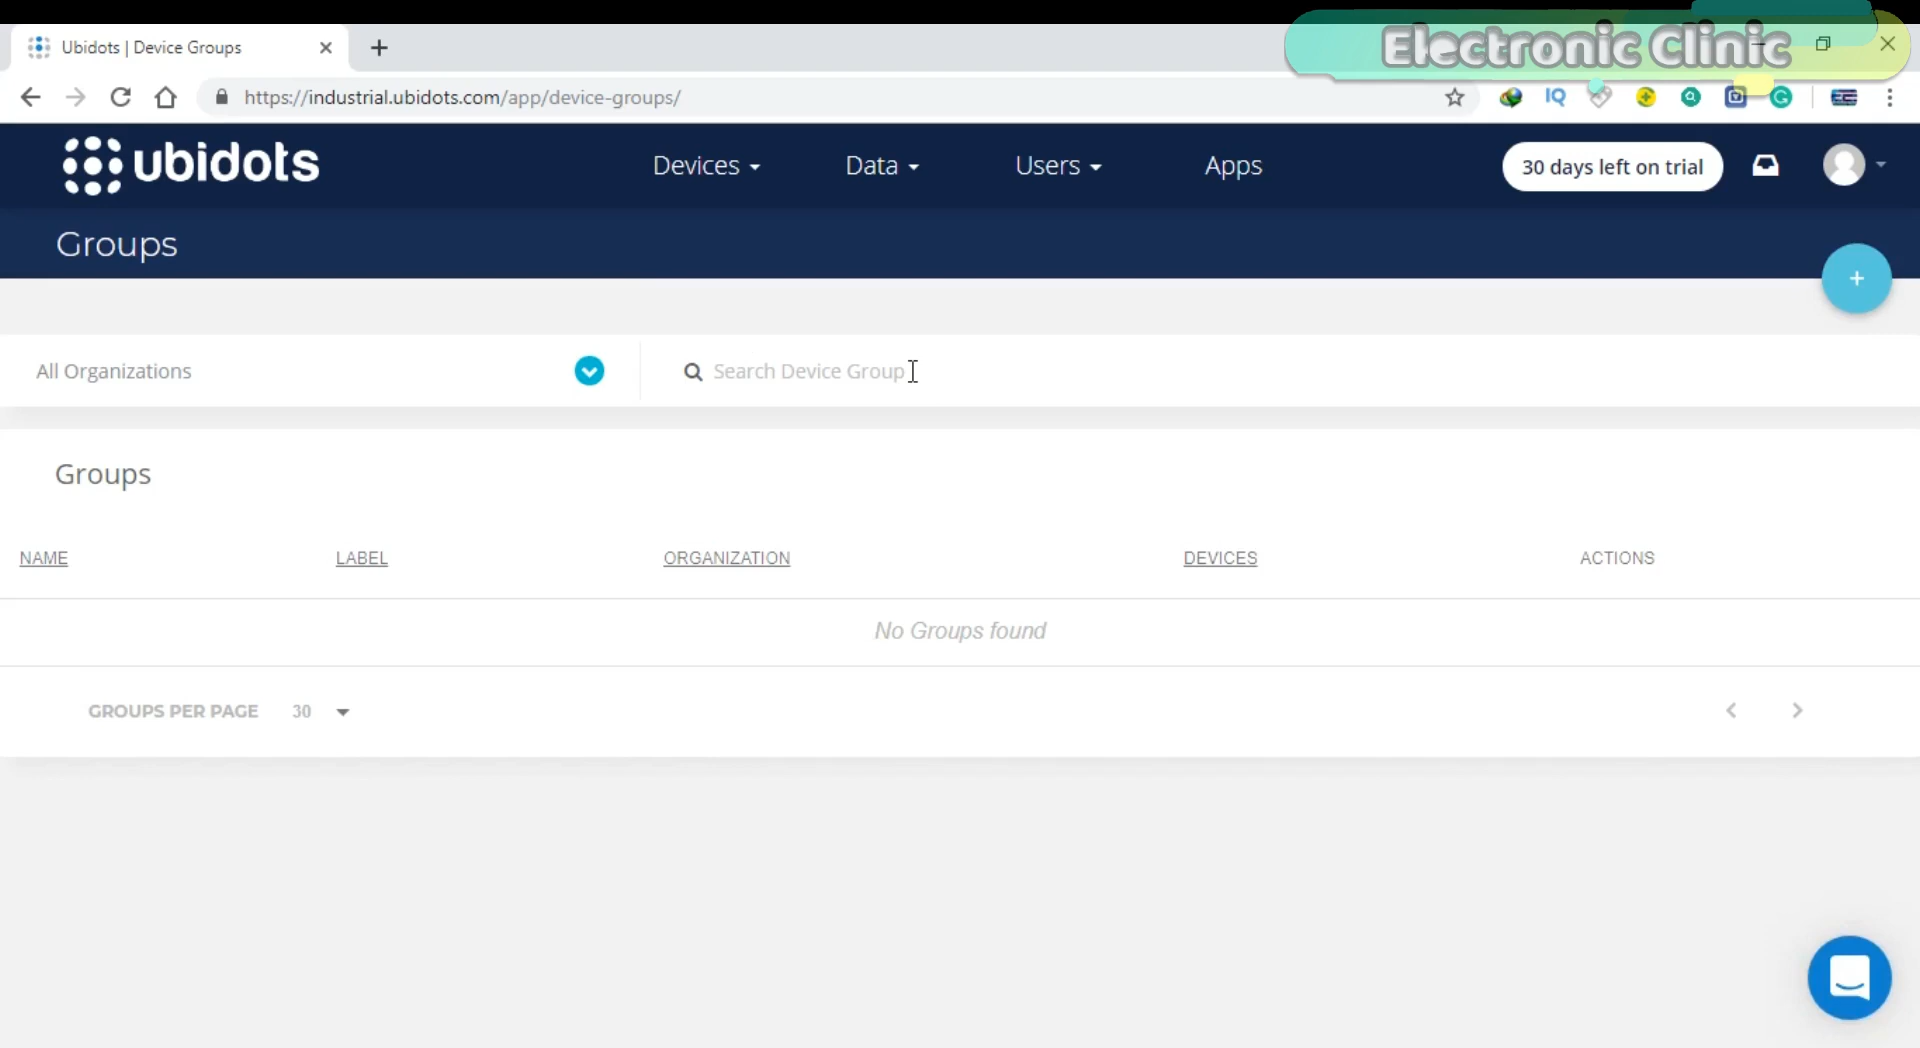 Electronic Clinic
Ubidots | Device Groups
https://industrial.ubidots.com/app/device-groups/
IQ
ubidots
Devices
Data
Users
Apps
30 days left on trial
Groups
+
All Organizations
Search Device Group
Groups
NAME LABEL ORGANIZATION DEVICES ACTIONS
No Groups found
GROUPS PER PAGE 30